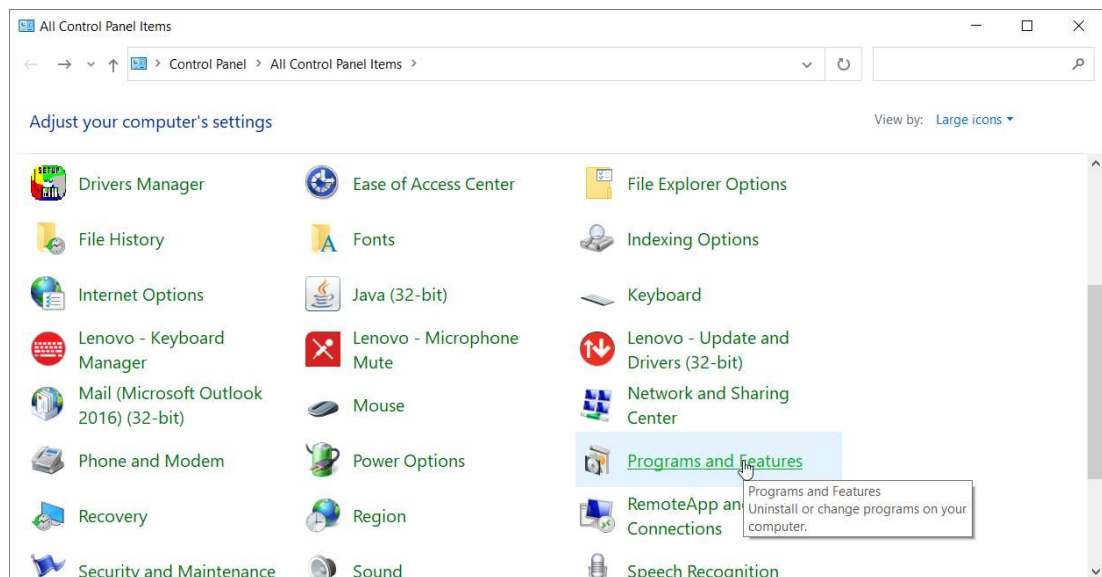 All Control Panel Items
Control Panel > All Control Panel Items >
Adjust your computer's settings
View by: Large icons
SETUP
Drivers Manager
Ease of Access Center
File Explorer Options
File History
Fonts
Indexing Options
Internet Options
Java (32-bit)
Keyboard
Lenovo - Keyboard
Manager
Lenovo - Microphone
Mute
Lenovo - Update and
Drivers (32-bit)
Mail (Microsoft Outlook
2016) (32-bit)
Mouse
Network and Sharing
Center
Phone and Modem
Power Options
Programs and Features
Programs and Features
Uninstall or change programs on your
computer.
Recovery
Region
RemoteApp an
Connections
Security and Maintenance
Sound
Speech Recognition